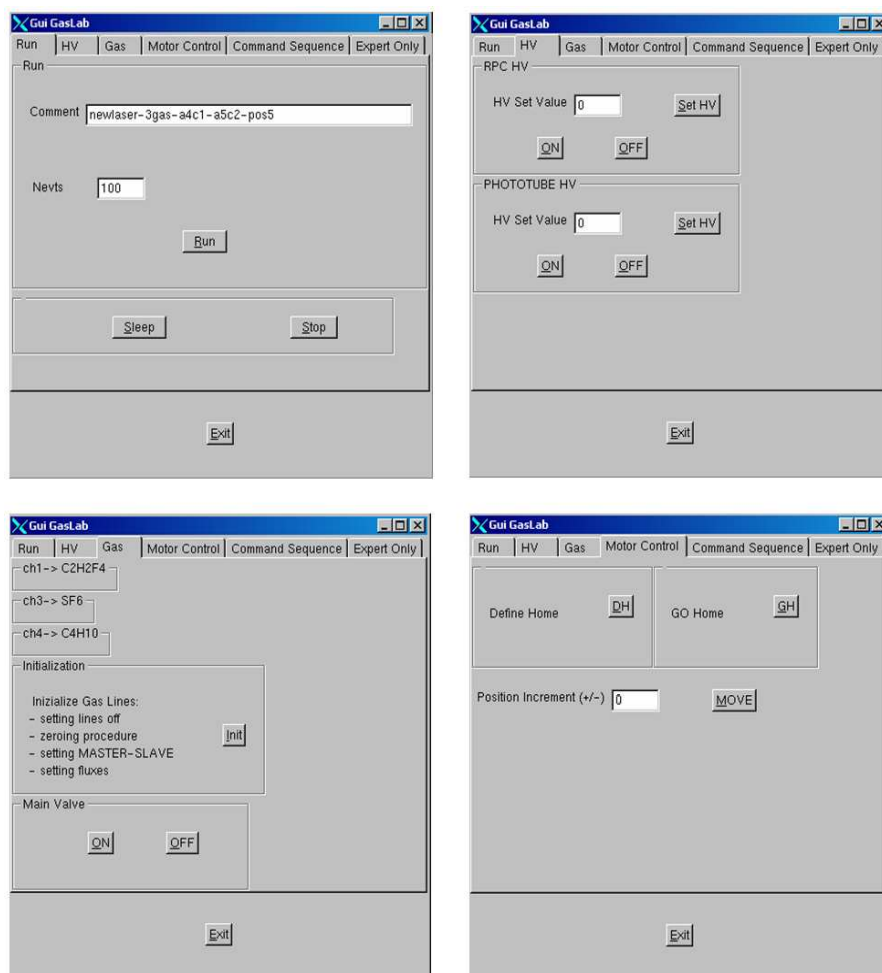 Gui GasLab
Run HV Gas Motor Control Command Sequence Expert Only
Run
Comment newlaser-3gas-a4c1-a5c2-pos5
Nevts 100
Run
Sleep Stop
Exit
Gui GasLab
Run HV Gas Motor Control Command Sequence Expert Only
RPC HV
HV Set Value 0 Set HV
ON OFF
PHOTOTUBE HV
HV Set Value 0 Set HV
ON OFF
Exit
Gui GasLab
Run HV Gas Motor Control Command Sequence Expert Only
ch1-> C2H2F4
ch3-> SF6
ch4-> C4H10
Initialization
Inizialize Gas Lines:
- setting lines off
- zeroing procedure Init
- setting MASTER-SLAVE
- setting fluxes
Main Valve
ON OFF
Exit
Gui GasLab
Run HV Gas Motor Control Command Sequence Expert Only
Define Home DH GO Home GH
Position Increment (+/-) 0 MOVE
Exit